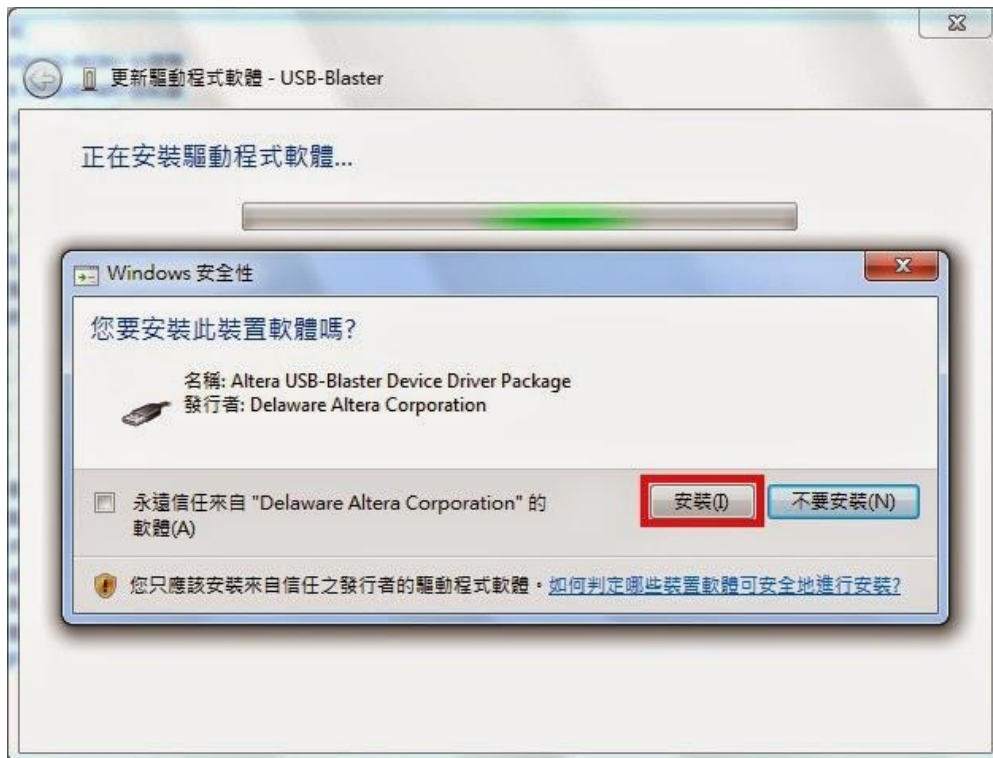 更新驅動程式軟體 - USB-Blaster
正在安裝驅動程式軟體...
Windows 安全性
您要安裝此裝置軟體嗎?
名稱: Altera USB-Blaster Device Driver Package
發行者: Delaware Altera Corporation
永遠信任來自 "Delaware Altera Corporation" 的
軟體(A)
安裝(I)
不要安裝(N)
您只應該安裝來自信任之發行者的驅動程式軟體。如何判定哪些裝置軟體可安全地進行安裝?